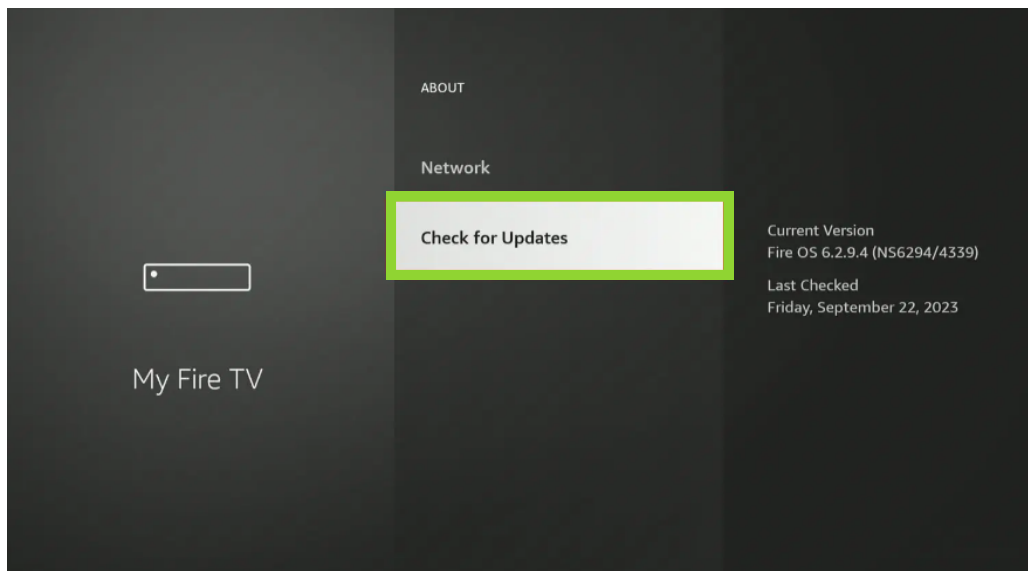 My Fire TV
ABOUT
Network
Check for Updates
Current Version
Fire OS 6.2.9.4 (NS6294/4339)
Last Checked
Friday, September 22, 2023